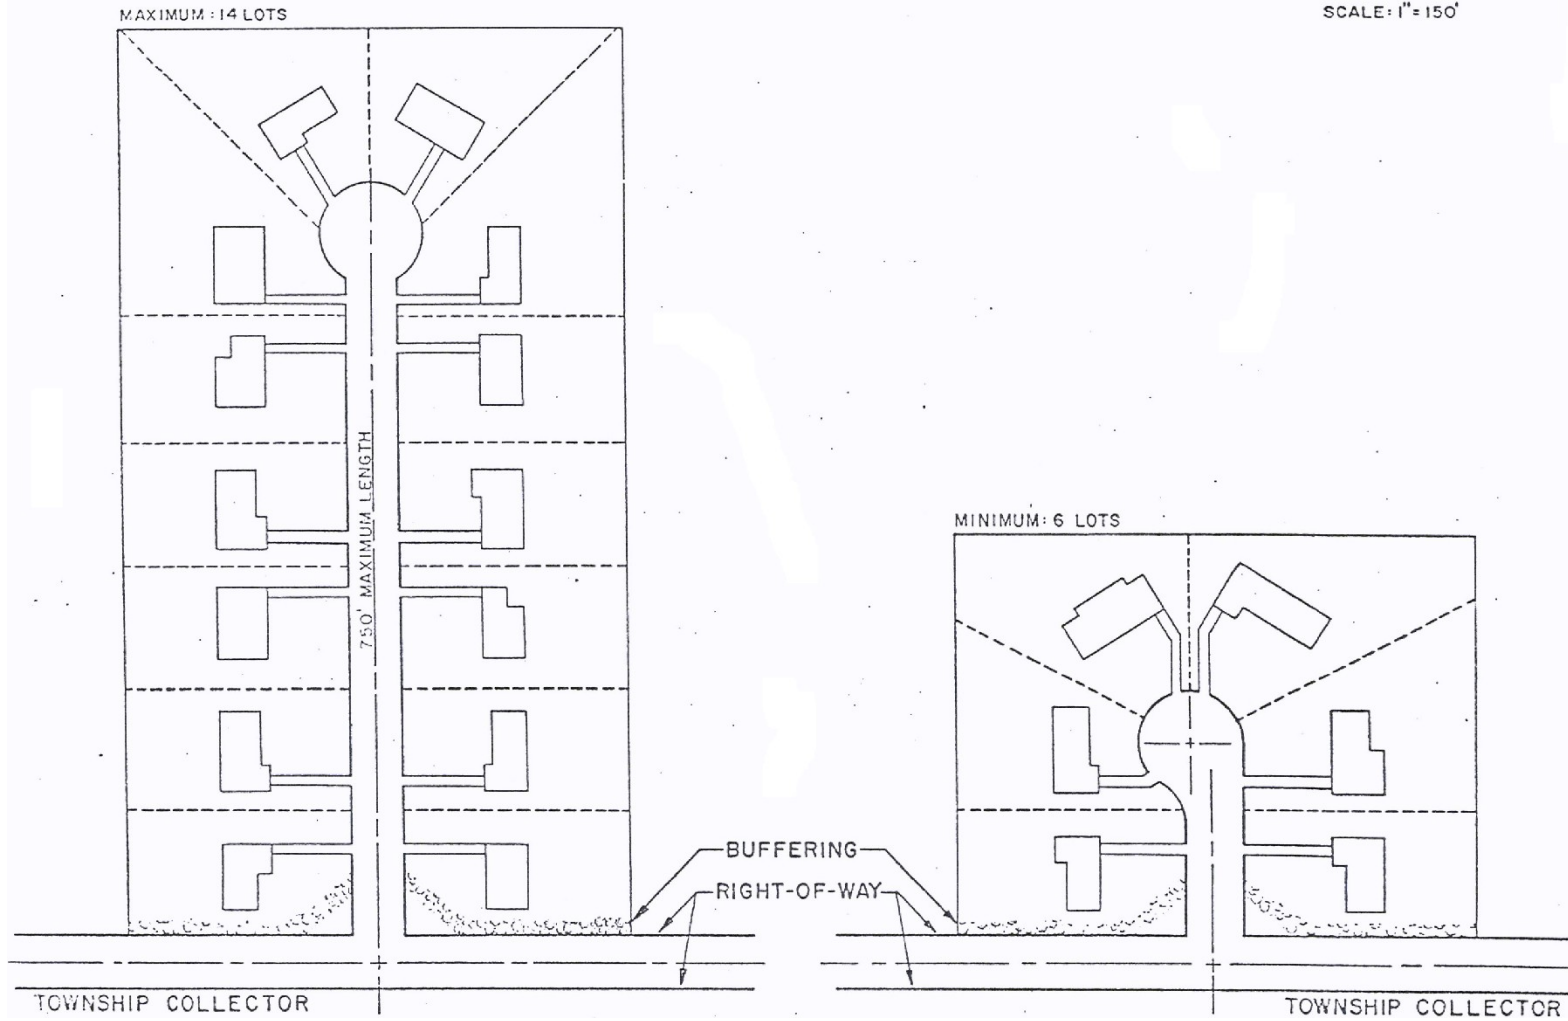 MAXIMUM: 14 LOTS
SCALE: 1"=150'
750' MAXIMUM LENGTH
MINIMUM: 6 LOTS
BUFFERING
RIGHT-OF-WAY
TOWNSHIP COLLECTOR
TOWNSHIP COLLECTOR